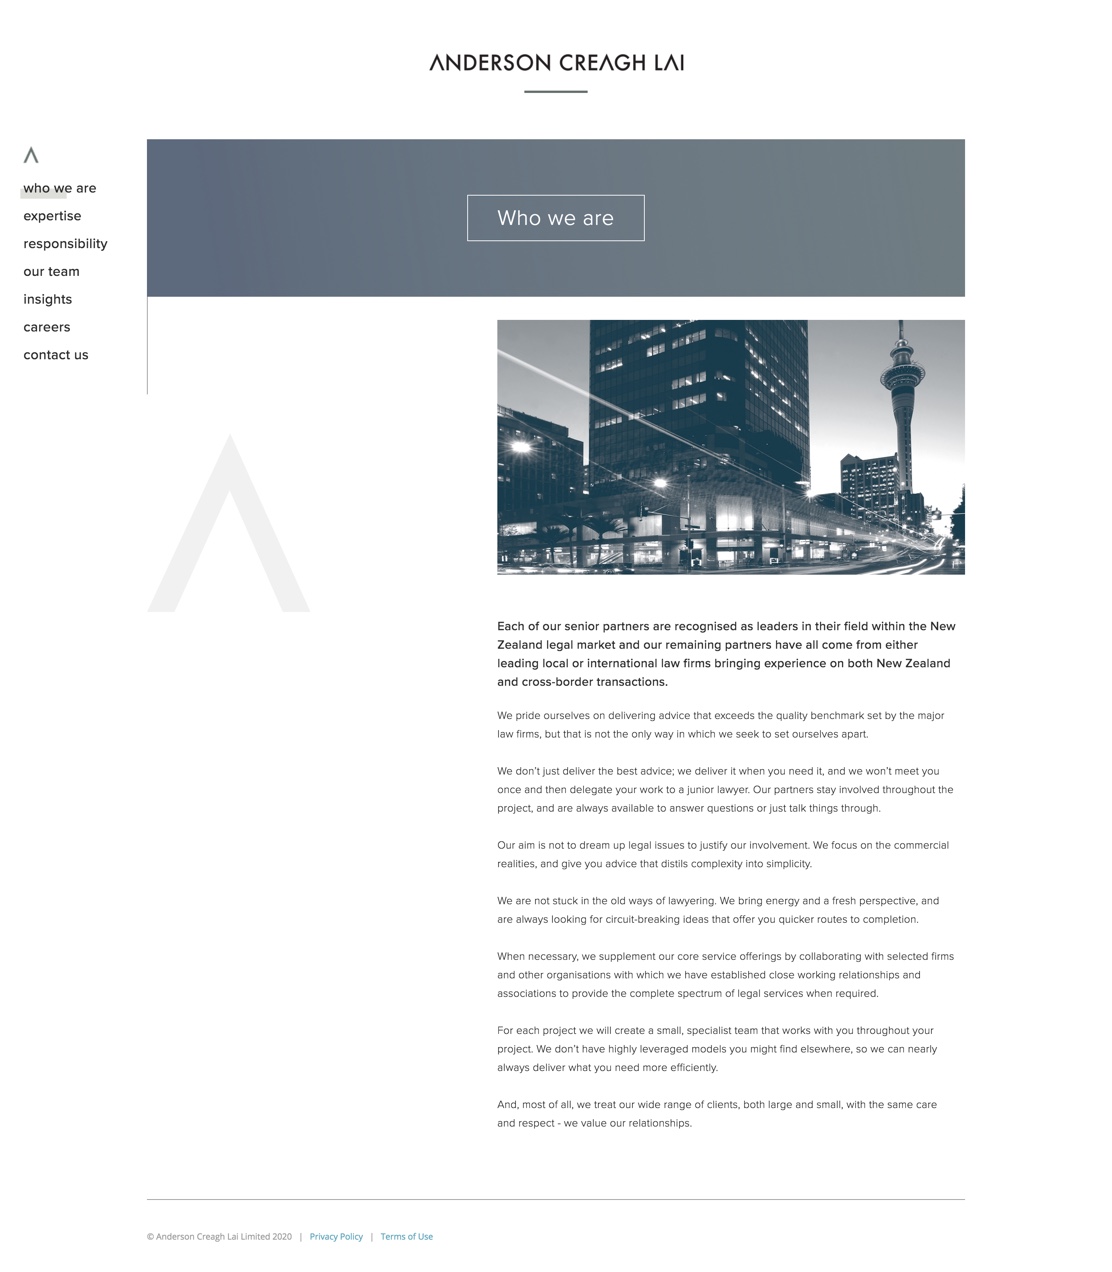 ANDERSON CREAGH LAI
who we are
expertise
responsibility
our team
insights
careers
contact us
Who we are
Each of our senior partners are recognised as leaders in their field within the New
Zealand legal market and our remaining partners have all come from either
leading local or international law firms bringing experience on both New Zealand
and cross-border transactions.
We pride ourselves on delivering advice that exceeds the quality benchmark set by the major
law firms, but that is not the only way in which we seek to set ourselves apart.
We don't just deliver the best advice; we deliver it when you need it, and we won't meet you
once and then delegate your work to a junior lawyer. Our partners stay involved throughout the
project, and are always available to answer questions or just talk things through.
Our aim is not to dream up legal issues to justify our involvement. We focus on the commercial
realities, and give you advice that distils complexity into simplicity.
We are not stuck in the old ways of lawyering. We bring energy and a fresh perspective, and
are always looking for circuit-breaking ideas that offer you quicker routes to completion.
When necessary, we supplement our core service offerings by collaborating with selected firms
and other organisations with which we have established close working relationships and
associations to provide the complete spectrum of legal services when required.
For each project we will create a small, specialist team that works with you throughout your
project. We don't have highly leveraged models you might find elsewhere, so we can nearly
always deliver what you need more efficiently.
And, most of all, we treat our wide range of clients, both large and small, with the same care
and respect - we value our relationships.
© Anderson Creagh Lai Limited 2020 | Privacy Policy | Terms of Use